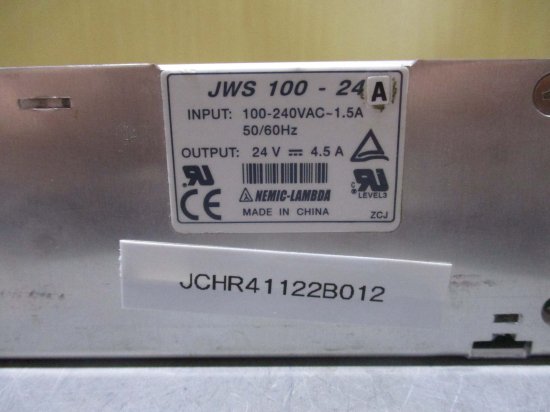 JWS 100 - 24 A
INPUT: 100-240VAC~1.5A
50/60Hz
OUTPUT: 24 V ⎓ 4.5 A
NEMIC-LAMBDA
LEVEL3
MADE IN CHINA
ZCJ
JCHR41122B012